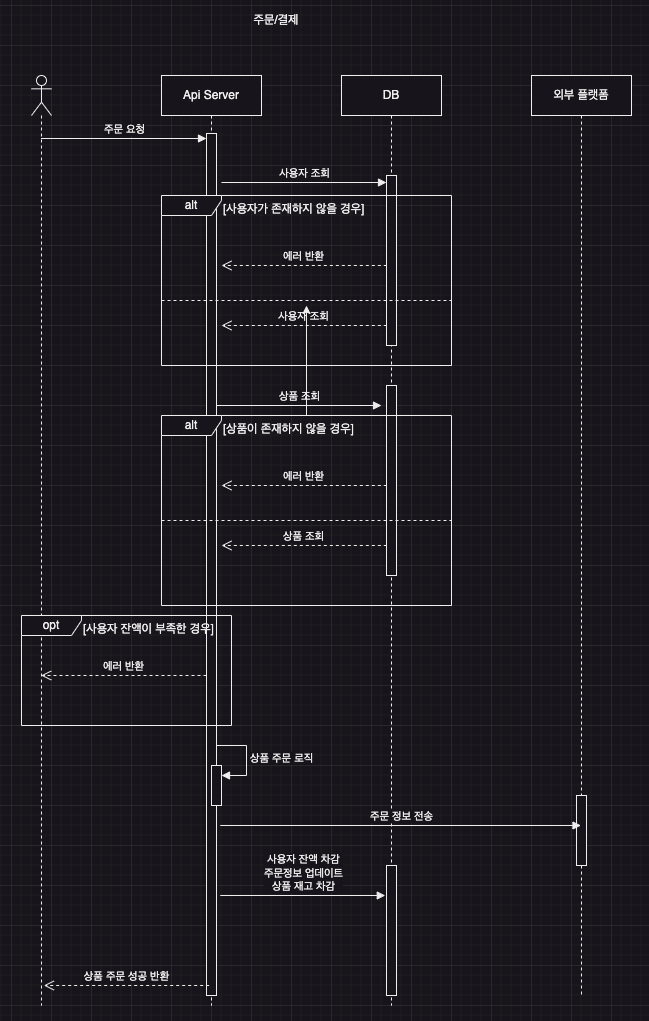 주문/결제
Api Server
DB
외부 플랫폼
주문 요청
사용자 조회
alt
[사용자가 존재하지 않을 경우]
에러 반환
사용자 조회
상품 조회
alt
[상품이 존재하지 않을 경우]
에러 반환
상품 조회
opt
[사용자 잔액이 부족한 경우]
에러 반환
상품 주문 로직
주문 정보 전송
사용자 잔액 차감
주문정보 업데이트
상품 재고 차감
상품 주문 성공 반환